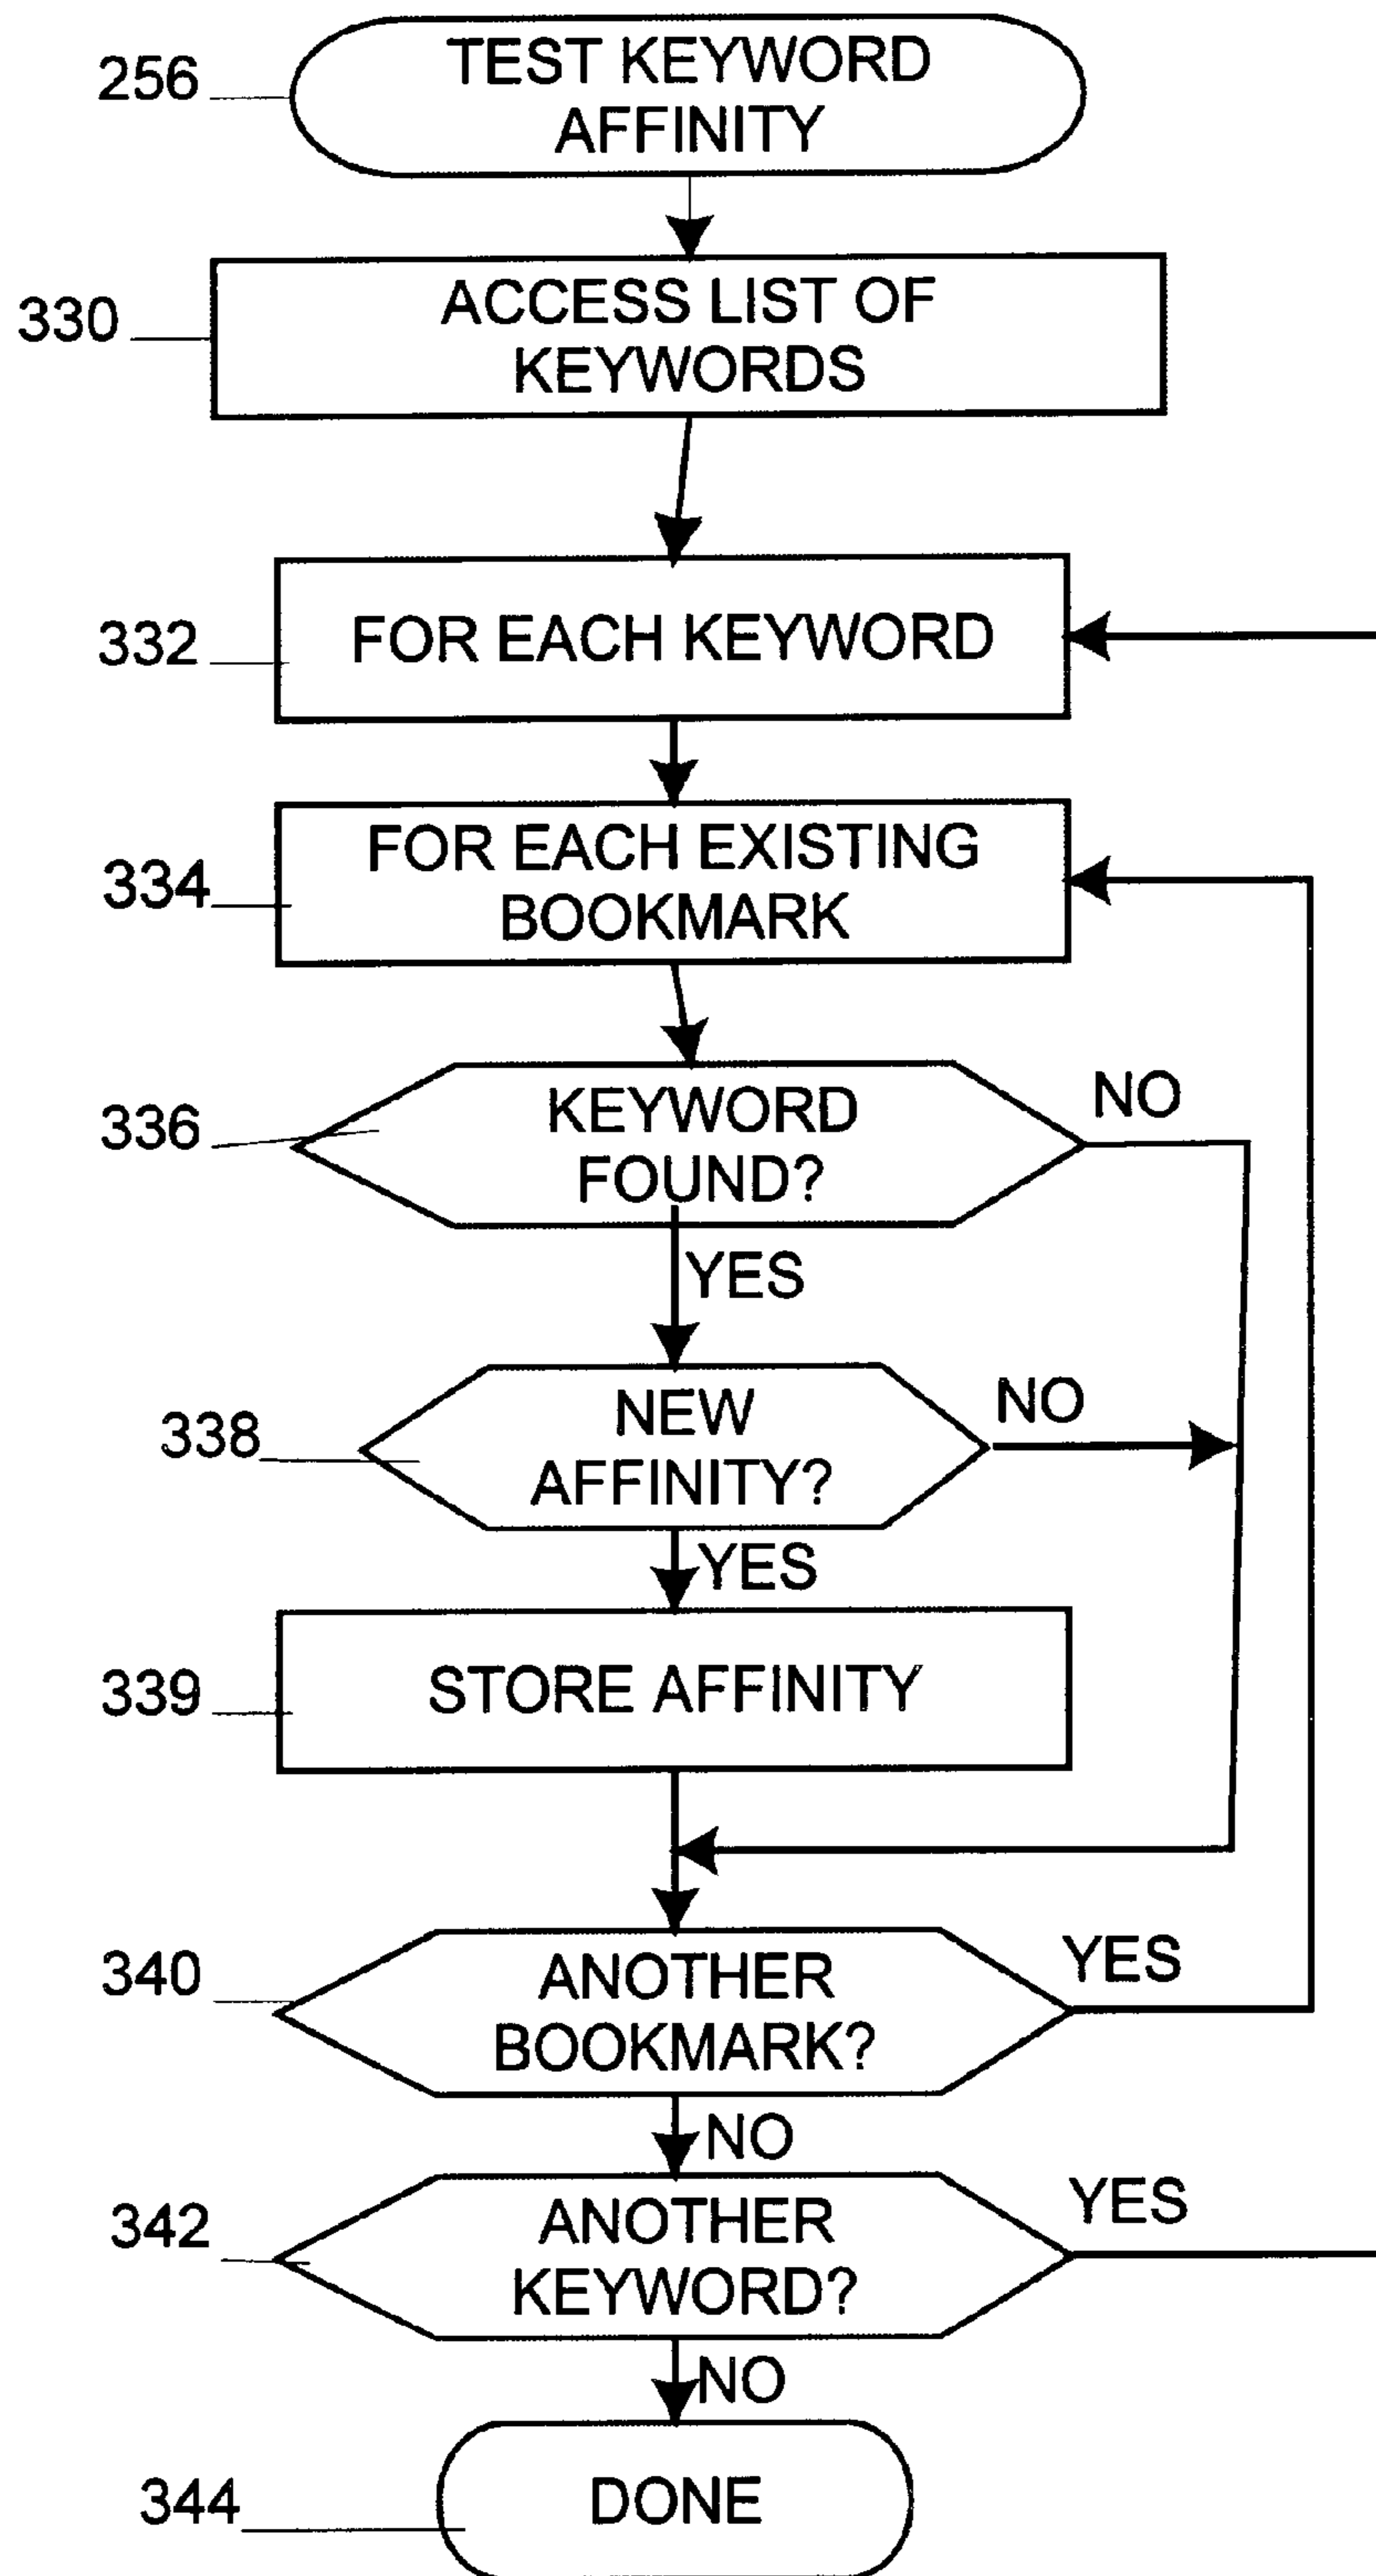 256
TEST KEYWORD
AFFINITY
330
ACCESS LIST OF
KEYWORDS
332
FOR EACH KEYWORD
334
FOR EACH EXISTING
BOOKMARK
336
KEYWORD
FOUND?
NO
YES
338
NEW
AFFINITY?
NO
YES
339
STORE AFFINITY
340
ANOTHER
BOOKMARK?
YES
NO
342
ANOTHER
KEYWORD?
YES
NO
344
DONE